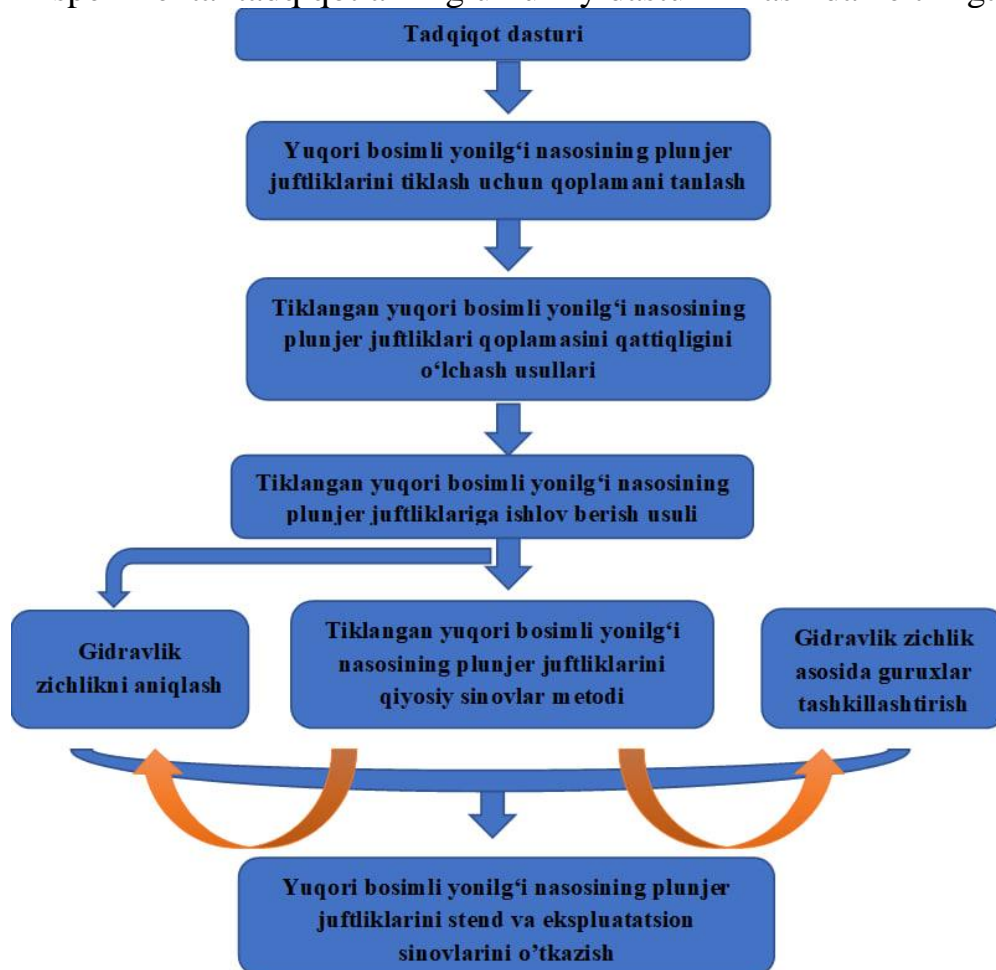 Tadqiqot dasturi
Yuqori bosimli yonilg‘i nasosining plunjer
juftliklarini tiklash uchun qoplamani tanlash
Tiklangan yuqori bosimli yonilg‘i nasosining
plunjer juftliklari qoplamasini qattiqligini
o‘lchash usullari
Tiklangan yuqori bosimli yonilg‘i nasosining
plunjer juftliklariga ishlov berish usuli
Gidravlik
zichlikni aniqlash
Tiklangan yuqori bosimli yonilg‘i
nasosining plunjer juftliklarini
qiyosiy sinovlar metodi
Gidravlik zichlik
asosida guruxlar
tashkillashtirish
Yuqori bosimli yonilg‘i nasosining plunjer
juftliklarini stend va ekspluatatsion
sinovlarini o’tkazish